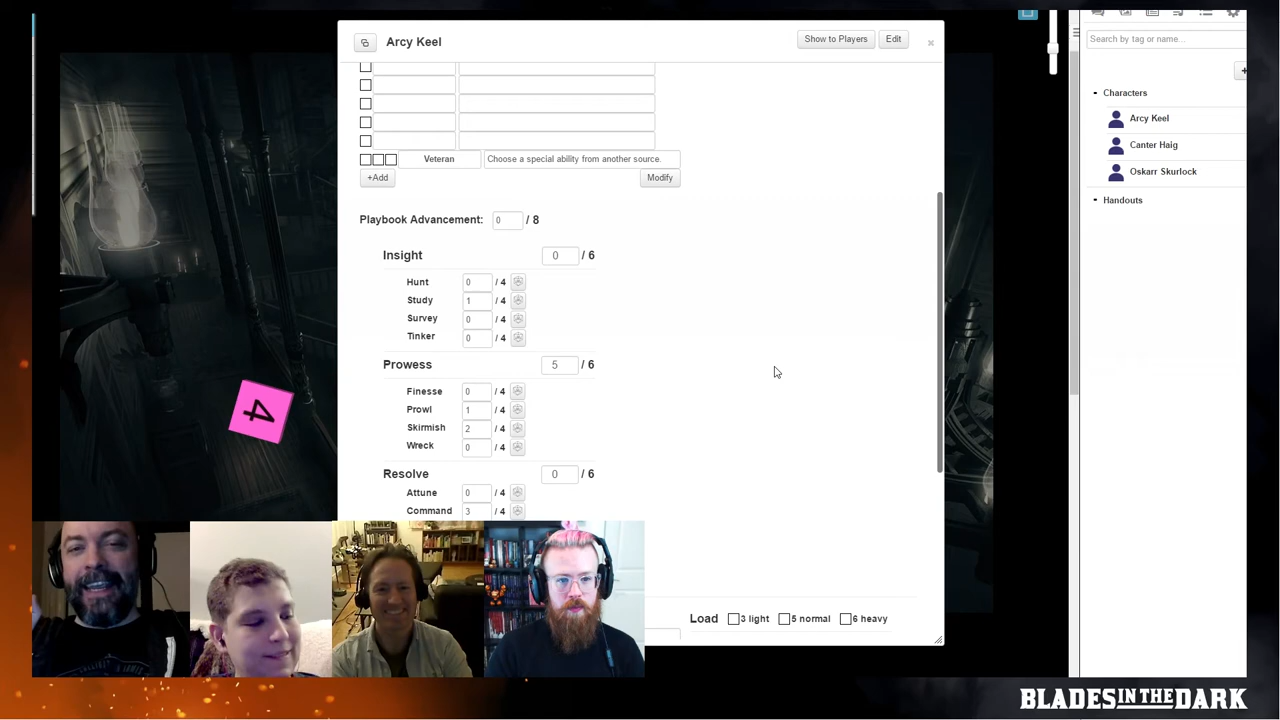 Arcy Keel
Show to Players
Edit
×
Search by tag or name...
+
Characters
Arcy Keel
Canter Haig
Oskarr Skurlock
Handouts
Veteran
Choose a special ability from another source.
+Add
Modify
Playbook Advancement: 0 / 8
Insight 0 / 6
Hunt 0 / 4
Study 1 / 4
Survey 0 / 4
Tinker 0 / 4
Prowess 5 / 6
Finesse 0 / 4
Prowl 1 / 4
Skirmish 2 / 4
Wreck 0 / 4
Resolve 0 / 6
Attune 0 / 4
Command 3 / 4
4
Load 3 light 5 normal 6 heavy
BLADES IN THE DARK